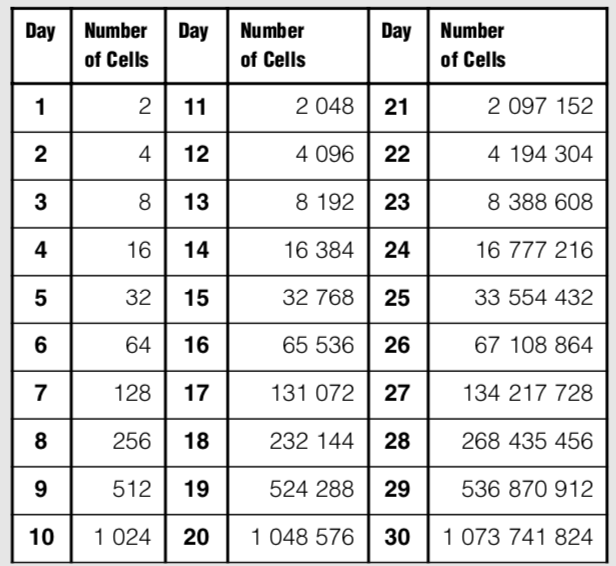 Day Number of Cells Day Number of Cells Day Number of Cells
1 2 11 2 048 21 2 097 152
2 4 12 4 096 22 4 194 304
3 8 13 8 192 23 8 388 608
4 16 14 16 384 24 16 777 216
5 32 15 32 768 25 33 554 432
6 64 16 65 536 26 67 108 864
7 128 17 131 072 27 134 217 728
8 256 18 232 144 28 268 435 456
9 512 19 524 288 29 536 870 912
10 1 024 20 1 048 576 30 1 073 741 824